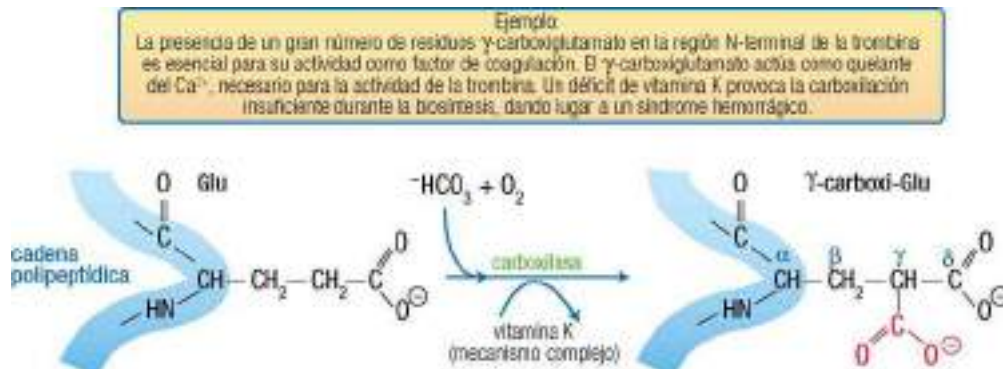 Ejemplo
La presencia de un gran número de residuos γ-carboxiglutamato en la región N-terminal de la trombina
es esencial para su actividad como factor de coagulación. El γ-carboxiglutamato actúa como quelante
del Ca²⁺, necesario para la actividad de la trombina. Un déficit de vitamina K provoca la carboxilación
insuficiente durante la biosíntesis, dando lugar a un síndrome hemorrágico.
O Glu
⁻HCO₃ + O₂
O γ-carboxi-Glu
C
O
C
α β γ δ O
cadena
polipeptídica
CH—CH₂—CH₂—C
carboxilasa
CH—CH₂—CH—C
HN
O⊖
HN
O⊖
vitamina K
C
(mecanismo complejo)
O O⊖